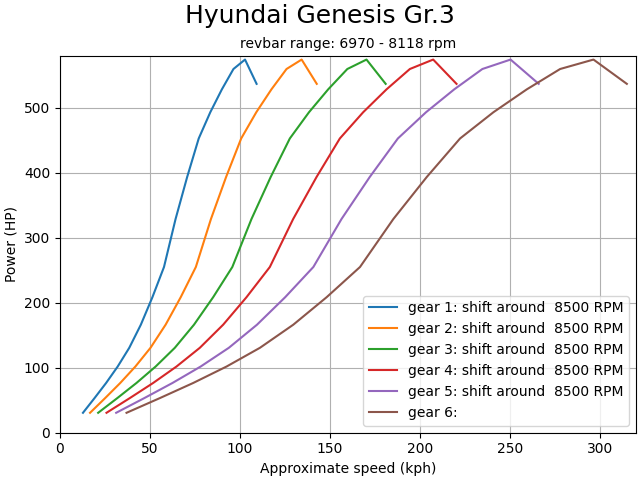 Hyundai Genesis Gr.3
revbar range: 6970 - 8118 rpm
Power (HP)
500
400
300
200
100
0
0 50 100 150 200 250 300
Approximate speed (kph)
gear 1: shift around 8500 RPM
gear 2: shift around 8500 RPM
gear 3: shift around 8500 RPM
gear 4: shift around 8500 RPM
gear 5: shift around 8500 RPM
gear 6: